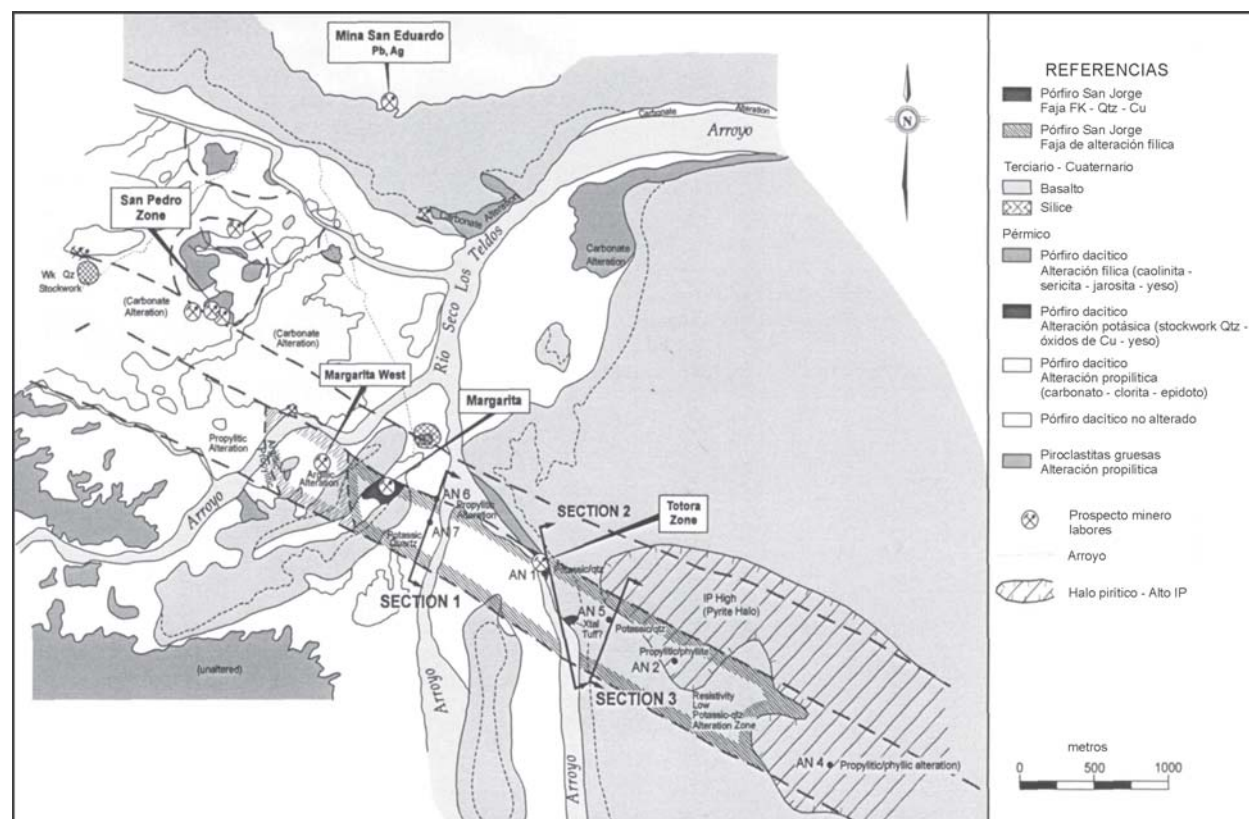 Mina San Eduardo
Pb, Ag
Carbonate
Alteration
Arroyo
San Pedro
Zone
Carbonate Alteration
Carbonate
Alteration
Wk Qz
Stockwork
(Carbonate
Alteration)
(Carbonate
Alteration)
Rio Seco Los Teldos
Margarita West
Margarita
Propylitic
Alteration
Argillic
Alteration
Arroyo
AN 6
Propylitic
Alteration
AN 7
Potassic
Quartz
SECTION 1
SECTION 2
Totora
Zone
AN 1
Potassic/qtz
IP High
(Pyrite Halo)
AN 5
Xtal
Tuff?
Potassic/qtz
Propylitic/phyllite
AN 2
SECTION 3
Resistivity
Low
Potassic-qtz
Alteration Zone
(unaltered)
Arroyo
Arroyo
AN 4
Propylitic/phyllic alteration)
N
REFERENCIAS
Pórfiro San Jorge
Faja FK - Qtz - Cu
Pórfiro San Jorge
Faja de alteración fílica
Terciario - Cuaternario
Basalto
Sílice
Pérmico
Pórfiro dacítico
Alteración fílica (caolinita -
sericita - jarosita - yeso)
Pórfiro dacítico
Alteración potásica (stockwork Qtz -
óxidos de Cu - yeso)
Pórfiro dacítico
Alteración propilítica
(carbonato - clorita - epidoto)
Pórfiro dacítico no alterado
Piroclastitas gruesas
Alteración propilítica
Prospecto minero
labores
Arroyo
Halo pirítico - Alto IP
metros
0 500 1000